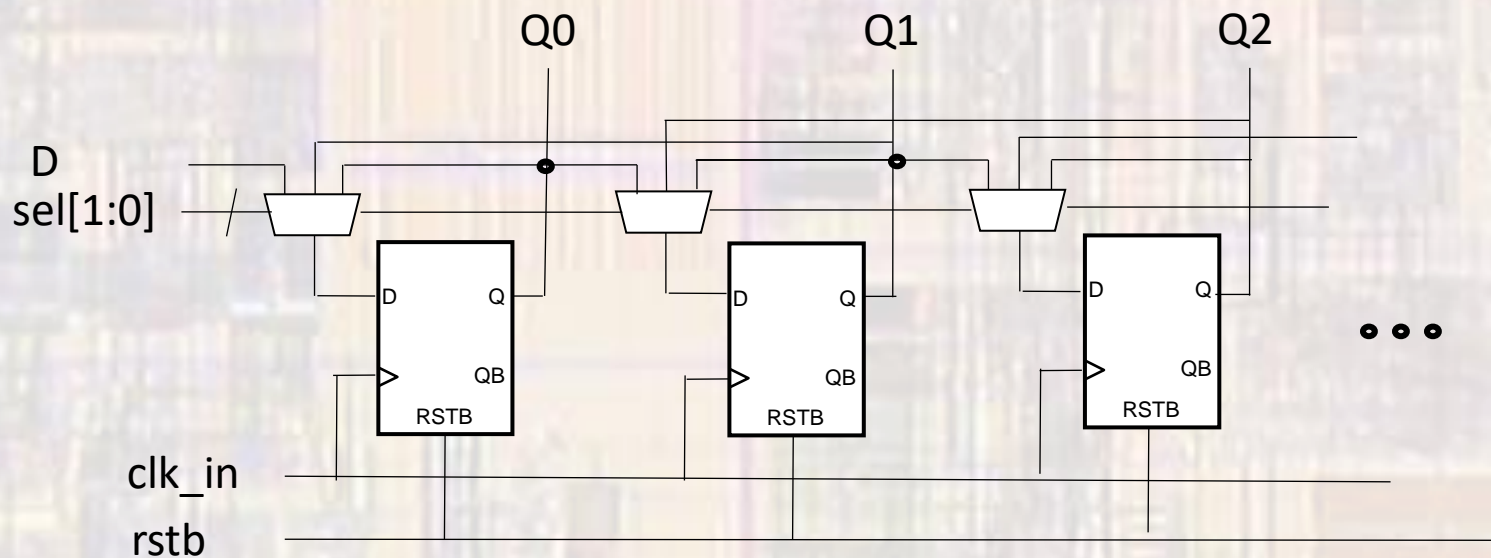 Q0 Q1 Q2
D
sel[1:0]
D Q D Q D Q
QB QB QB
RSTB RSTB RSTB
clk_in
rstb